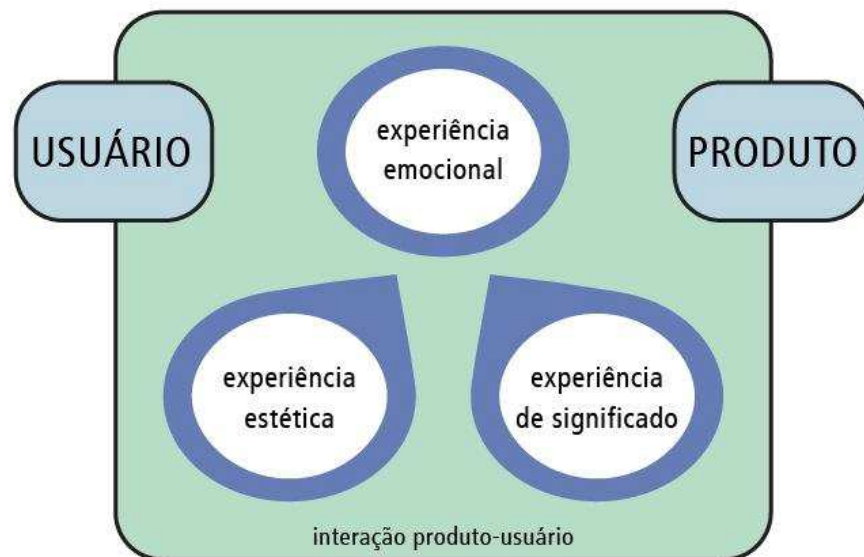 USUÁRIO
PRODUTO
experiência
emocional
experiência
estética
experiência
de significado
interação produto-usuário